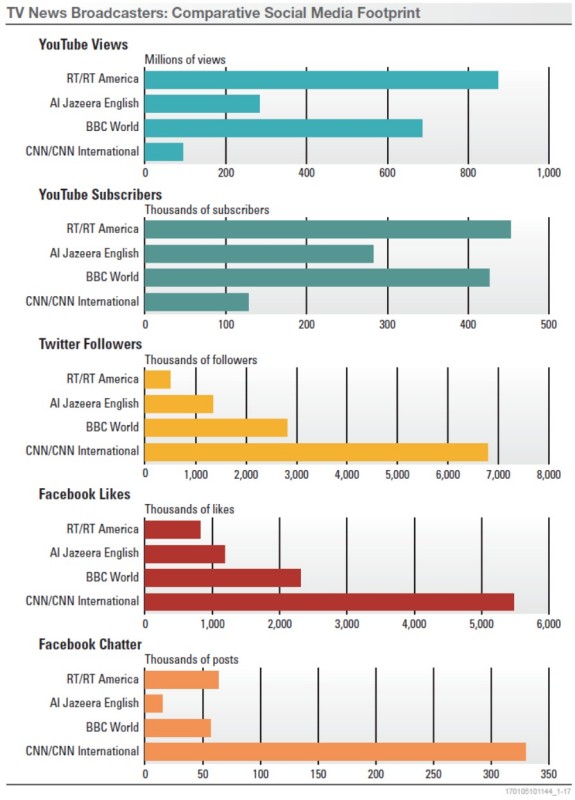 TV News Broadcasters: Comparative Social Media Footprint
YouTube Views
Millions of views
RT/RT America
Al Jazeera English
BBC World
CNN/CNN International
0 200 400 600 800 1,000
YouTube Subscribers
Thousands of subscribers
RT/RT America
Al Jazeera English
BBC World
CNN/CNN International
0 100 200 300 400 500
Twitter Followers
Thousands of followers
RT/RT America
Al Jazeera English
BBC World
CNN/CNN International
0 1,000 2,000 3,000 4,000 5,000 6,000 7,000 8,000
Facebook Likes
Thousands of likes
RT/RT America
Al Jazeera English
BBC World
CNN/CNN International
0 1,000 2,000 3,000 4,000 5,000 6,000
Facebook Chatter
Thousands of posts
RT/RT America
Al Jazeera English
BBC World
CNN/CNN International
0 50 100 150 200 250 300 350
170105101144_1-17